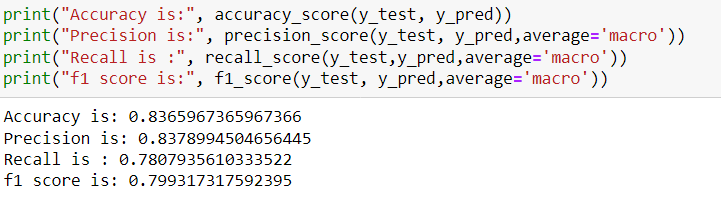 print("Accuracy is:", accuracy_score(y_test, y_pred))
print("Precision is:", precision_score(y_test, y_pred,average='macro'))
print("Recall is :", recall_score(y_test,y_pred,average='macro'))
print("f1 score is:", f1_score(y_test, y_pred,average='macro'))
Accuracy is: 0.8365967365967366
Precision is: 0.8378994504656445
Recall is : 0.7807935610333522
f1 score is: 0.799317317592395